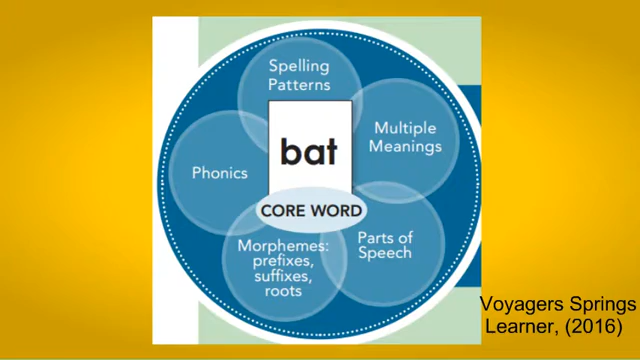 Spelling
Patterns
Multiple
Meanings
bat
Phonics
CORE WORD
Parts of
Speech
Morphemes:
prefixes,
suffixes,
roots
Voyagers Springs
Learner, (2016)